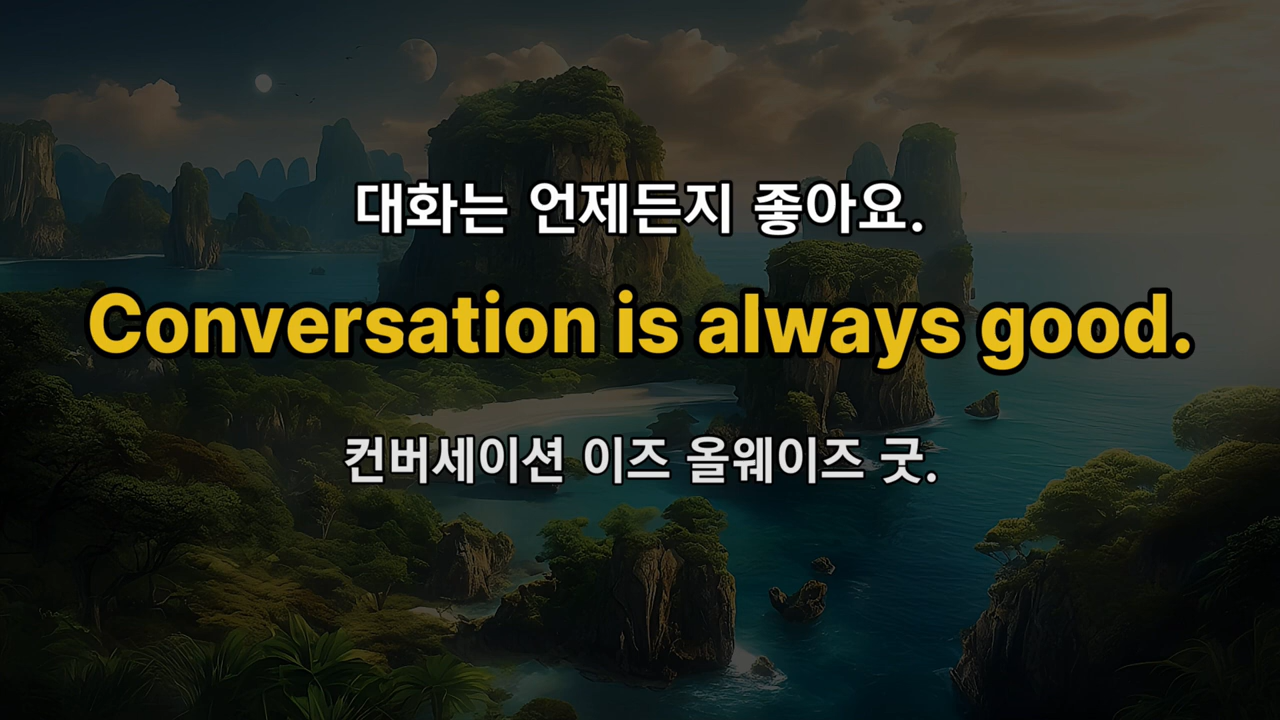 대화는 언제든지 좋아요.
Conversation is always good.
컨버세이션 이즈 올웨이즈 굿.